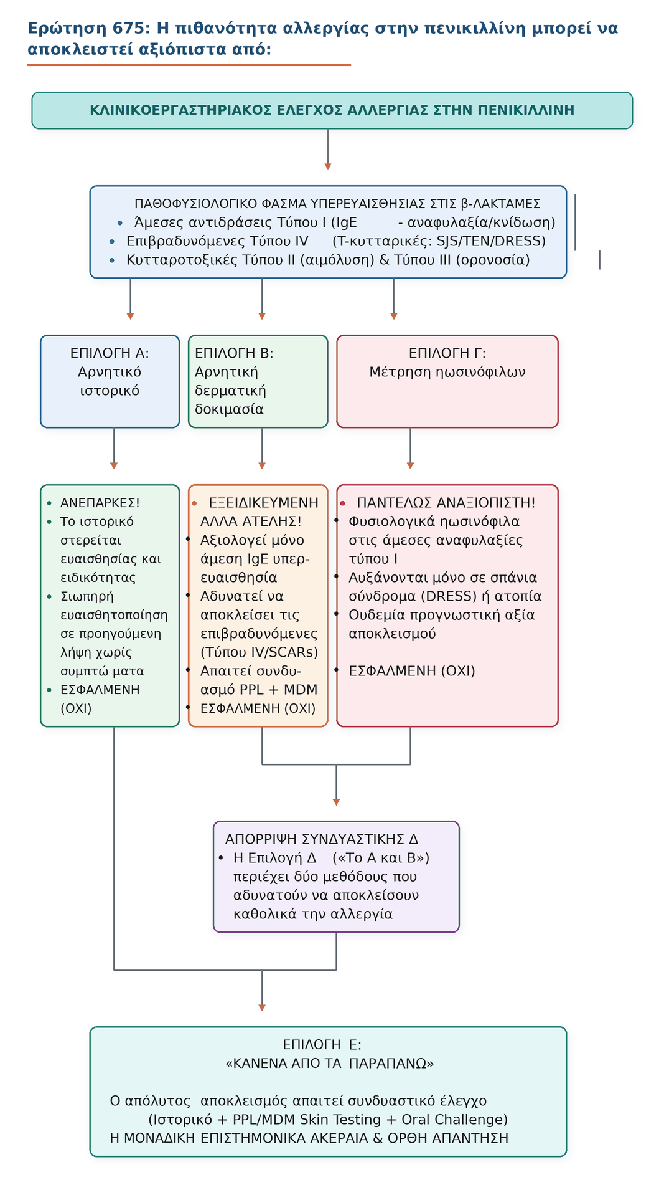 Ερώτηση 675: Η πιθανότητα αλλεργίας στην πενικιλλίνη μπορεί να
αποκλειστεί αξιόπιστα από:
ΚΛΙΝΙΚΟΕΡΓΑΣΤΗΡΙΑΚΟΣ ΕΛΕΓΧΟΣ ΑΛΛΕΡΓΙΑΣ ΣΤΗΝ ΠΕΝΙΚΙΛΛΙΝΗ
ΠΑΘΟΦΥΣΙΟΛΟΓΙΚΟ ΦΑΣΜΑ ΥΠΕΡΕΥΑΙΣΘΗΣΙΑΣ ΣΤΙΣ β-ΛΑΚΤΑΜΕΣ
• Άμεσες αντιδράσεις Τύπου I (IgE - αναφυλαξία/κνίδωση)
• Επιβραδυνόμενες Τύπου IV (Τ-κυτταρικές: SJS/TEN/DRESS)
• Κυτταροτοξικές Τύπου II (αιμόλυση) & Τύπου III (ορονοσία)
ΕΠΙΛΟΓΗ Α:
Αρνητικό
ιστορικό
ΕΠΙΛΟΓΗ Β:
Αρνητική
δερματική
δοκιμασία
ΕΠΙΛΟΓΗ Γ:
Μέτρηση ηωσινόφιλων
• ΑΝΕΠΑΡΚΕΣ!
• Το ιστορικό
στερείται
ευαισθησίας και
ειδικότητας
• Σιωπηρή
ευαισθητοποίηση
σε προηγούμενη
λήψη χωρίς
συμπτώ ματα
• ΕΣΦΑΛΜΕΝΗ
(ΟΧΙ)
• ΕΞΕΙΔΙΚΕΥΜΕΝΗ
ΑΛΛΑ ΑΤΕΛΗΣ!
• Αξιολογεί μόνο
άμεση IgE υπερ-
ευαισθησία
• Αδυνατεί να
αποκλείσει τις
επιβραδυνόμενες
(Τύπου IV/SCARs)
• Απαιτεί συνδυ-
ασμό PPL + MDM
• ΕΣΦΑΛΜΕΝΗ (ΟΧΙ)
• ΠΑΝΤΕΛΩΣ ΑΝΑΞΙΟΠΙΣΤΗ!
• Φυσιολογικά ηωσινόφιλα
στις άμεσες αναφυλαξίες
τύπου I
• Αυξάνονται μόνο σε σπάνια
σύνδρομα (DRESS) ή ατοπία
• Ουδεμία προγνωστική αξία
αποκλεισμού
• ΕΣΦΑΛΜΕΝΗ (ΟΧΙ)
ΑΠΟΡΡΙΨΗ ΣΥΝΔΥΑΣΤΙΚΗΣ Δ
• Η Επιλογή Δ («Το Α και Β»)
περιέχει δύο μεθόδους που
αδυνατούν να αποκλείσουν
καθολικά την αλλεργία
ΕΠΙΛΟΓΗ Ε:
«ΚΑΝΕΝΑ ΑΠΟ ΤΑ ΠΑΡΑΠΑΝΩ»
Ο απόλυτος αποκλεισμός απαιτεί συνδυαστικό έλεγχο
(Ιστορικό + PPL/MDM Skin Testing + Oral Challenge)
Η ΜΟΝΑΔΙΚΗ ΕΠΙΣΤΗΜΟΝΙΚΑ ΑΚΕΡΑΙΑ & ΟΡΘΗ ΑΠΑΝΤΗΣΗ